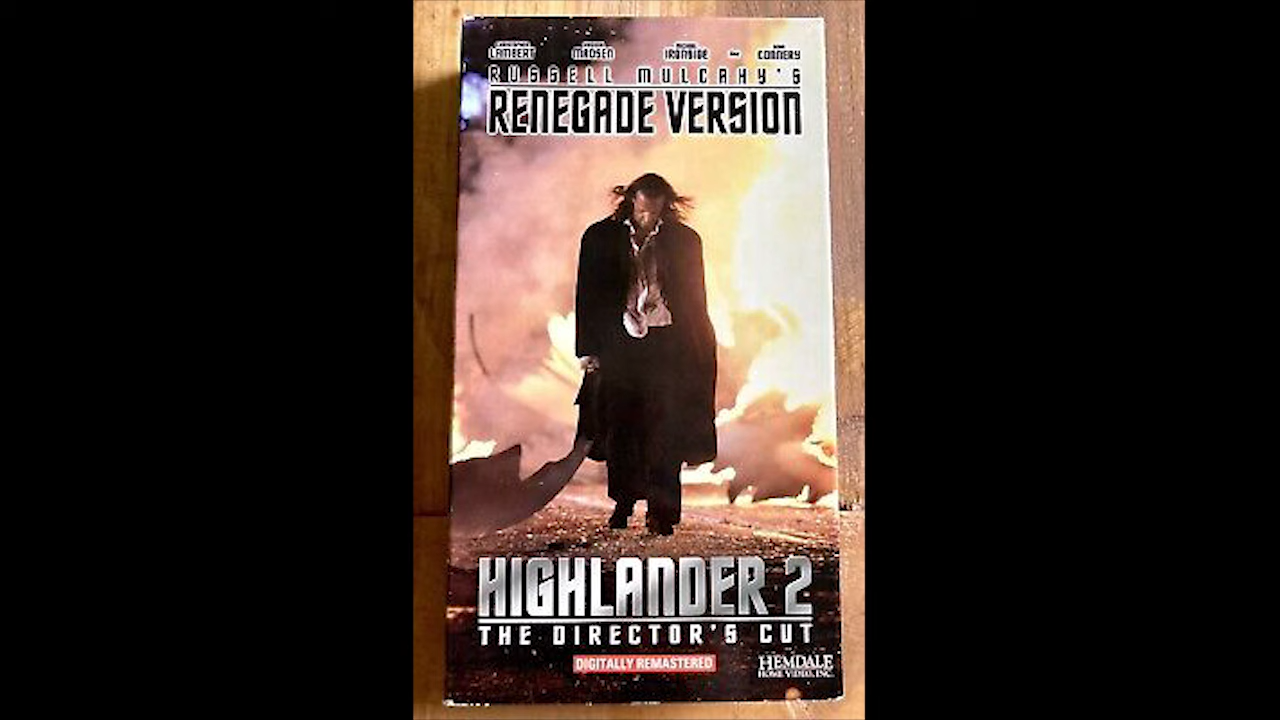 LAMBERT MADSEN IRONSIDE CONNERY
RUSSELL MULCAHY'S
RENEGADE VERSION
HIGHLANDER 2
THE DIRECTOR'S CUT
DIGITALLY REMASTERED
HEMDALE
HOME VIDEO, INC.